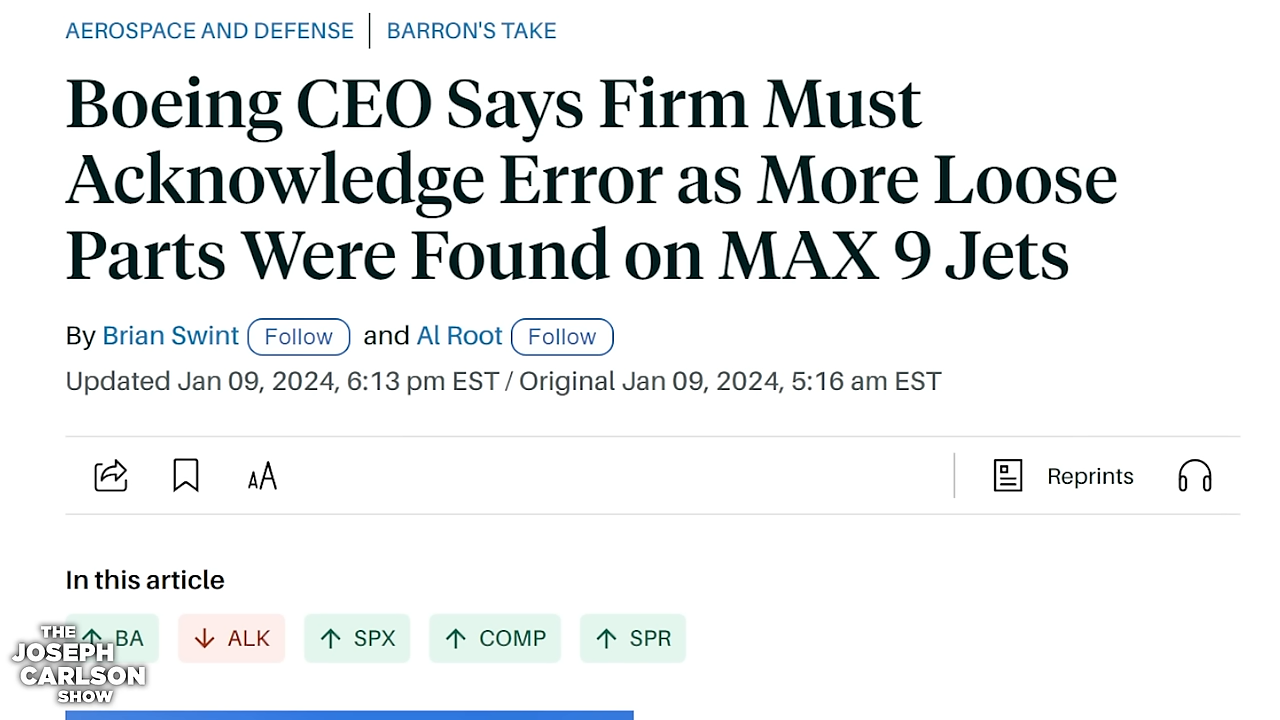 AEROSPACE AND DEFENSE | BARRON'S TAKE
Boeing CEO Says Firm Must
Acknowledge Error as More Loose
Parts Were Found on MAX 9 Jets
By Brian Swint Follow and Al Root Follow
Updated Jan 09, 2024, 6:13 pm EST / Original Jan 09, 2024, 5:16 am EST
AA Reprints
In this article
↑ BA ↓ ALK ↑ SPX ↑ COMP ↑ SPR
THE
JOSEPH
CARLSON
SHOW